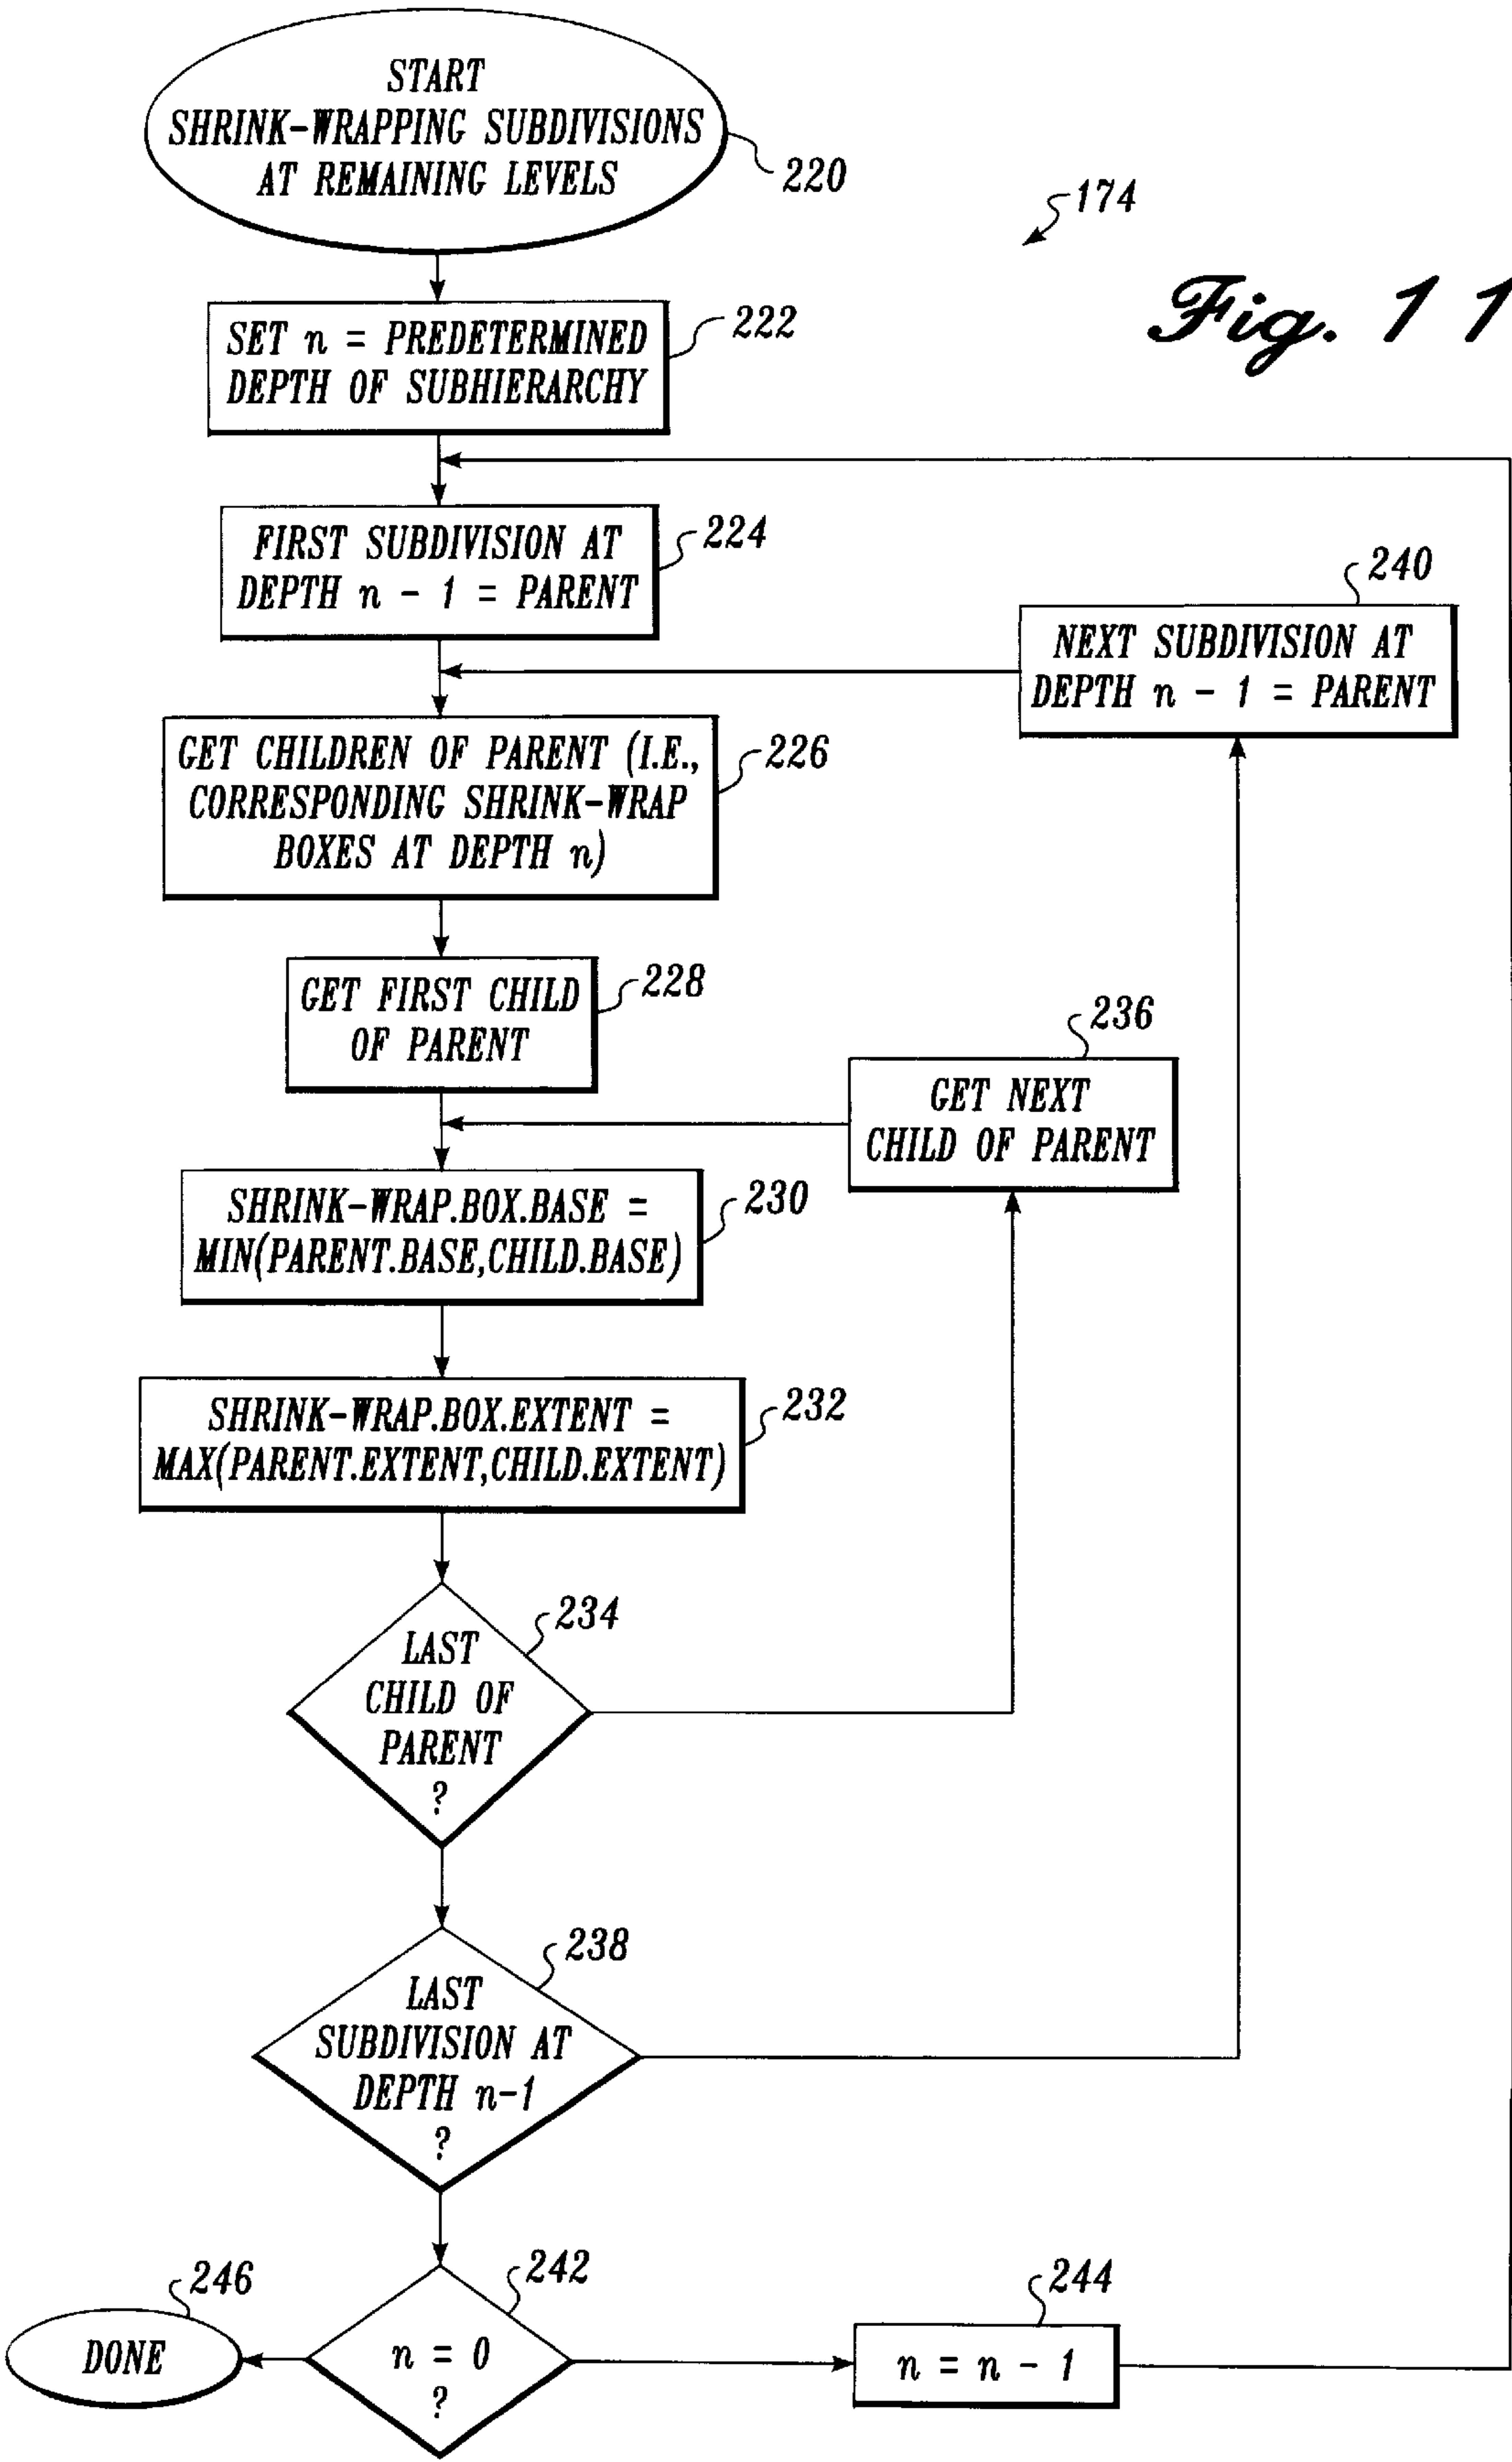 START
SHRINK-WRAPPING SUBDIVISIONS
AT REMAINING LEVELS
220
174
Fig. 11
SET n = PREDETERMINED
DEPTH OF SUBHIERARCHY
222
FIRST SUBDIVISION AT
DEPTH n - 1 = PARENT
224
240
NEXT SUBDIVISION AT
DEPTH n - 1 = PARENT
GET CHILDREN OF PARENT (I.E.,
CORRESPONDING SHRINK-WRAP
BOXES AT DEPTH n)
226
GET FIRST CHILD
OF PARENT
228
236
GET NEXT
CHILD OF PARENT
SHRINK-WRAP.BOX.BASE =
MIN(PARENT.BASE,CHILD.BASE)
230
SHRINK-WRAP.BOX.EXTENT =
MAX(PARENT.EXTENT,CHILD.EXTENT)
232
LAST
CHILD OF
PARENT
?
234
LAST
SUBDIVISION AT
DEPTH n-1
?
238
246
DONE
242
n = 0
?
244
n = n - 1